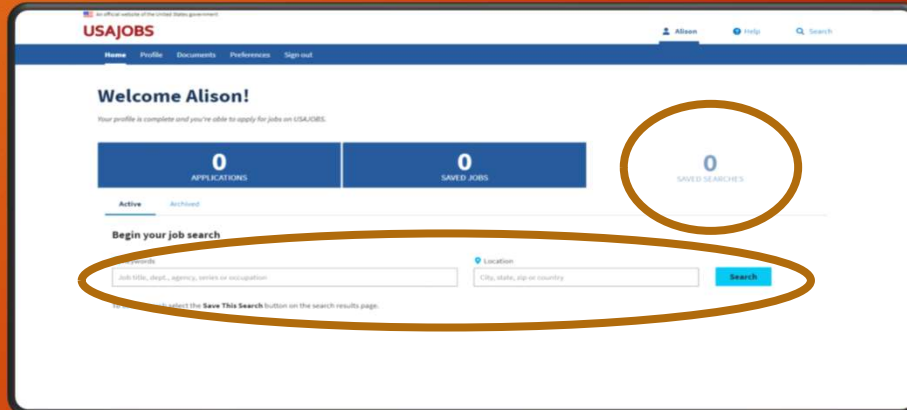 An official website of the United States government
USAJOBS
Alison Help Search
Home Profile Documents Preferences Sign out
Welcome Alison!
Your profile is complete and you're able to apply for jobs on USAJOBS.
0 0 0
APPLICATIONS SAVED JOBS SAVED SEARCHES
Active Archived
Begin your job search
Location
Job title, dept., agency, series or occupation City, state, zip or country Search
select the Save This Search button on the search results page.